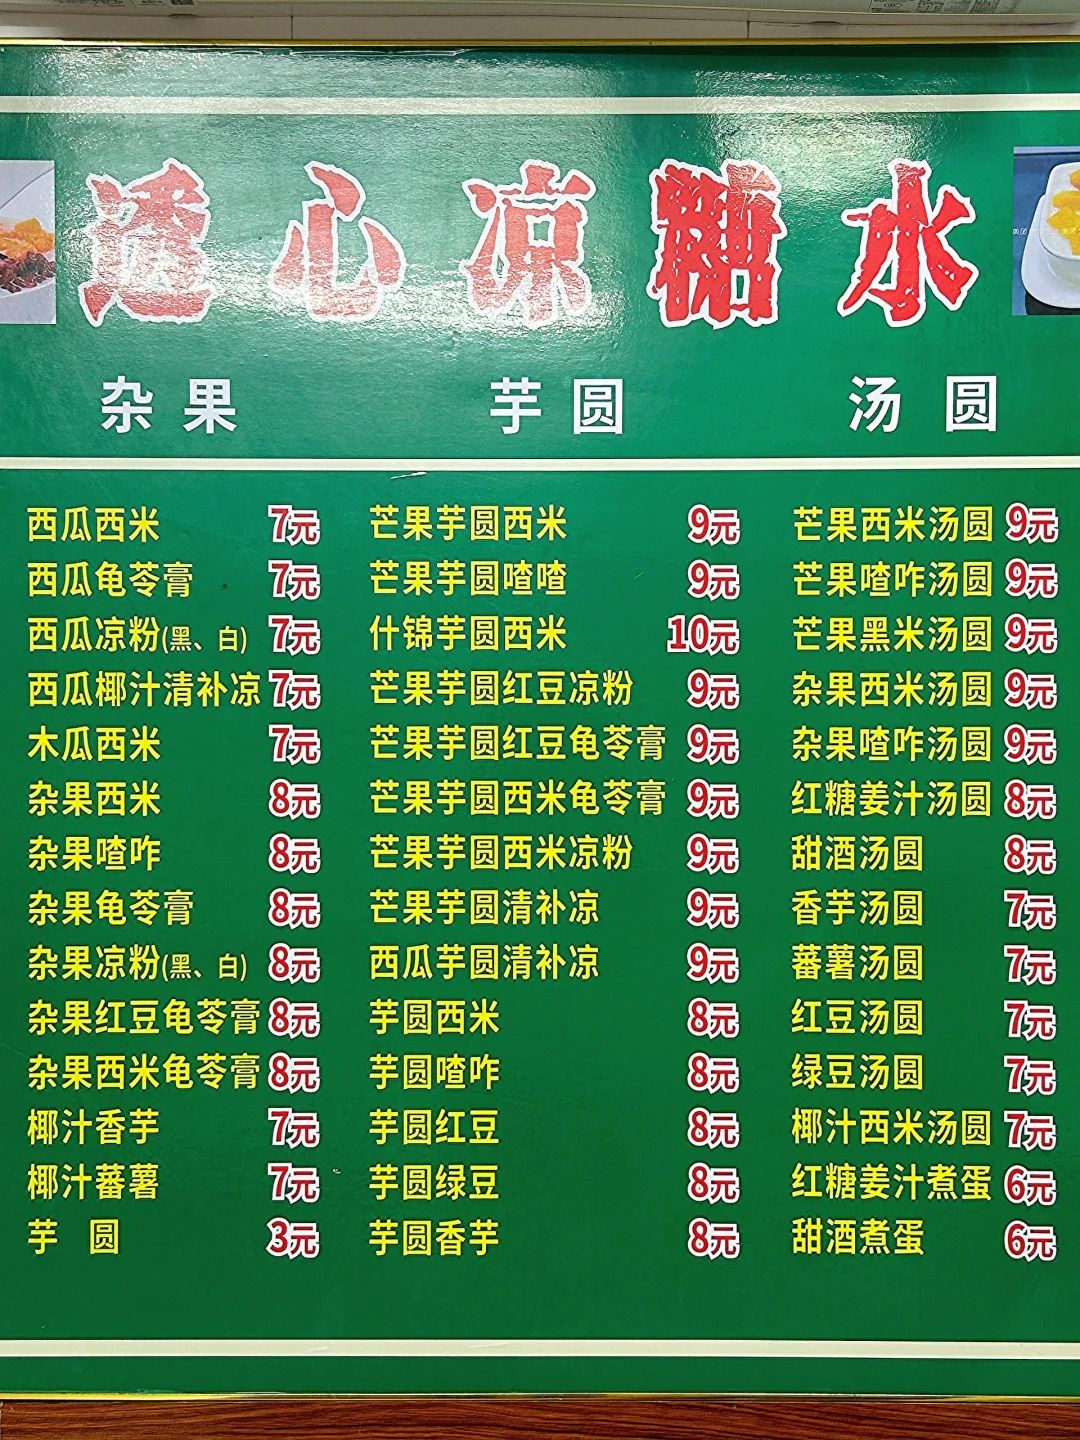 透心凉糖水
杂果
西瓜西米 7元
西瓜龟苓膏 7元
西瓜凉粉(黑、白) 7元
西瓜椰汁清补凉 7元
木瓜西米 7元
杂果西米 8元
杂果喳咋 8元
杂果龟苓膏 8元
杂果凉粉(黑、白) 8元
杂果红豆龟苓膏 8元
杂果西米龟苓膏 8元
椰汁香芋 7元
椰汁蕃薯 7元
芋 圆 3元
芋圆
芒果芋圆西米 9元
芒果芋圆喳喳 9元
什锦芋圆西米 10元
芒果芋圆红豆凉粉 9元
芒果芋圆红豆龟苓膏 9元
芒果芋圆西米龟苓膏 9元
芒果芋圆西米凉粉 9元
芒果芋圆清补凉 9元
西瓜芋圆清补凉 9元
芋圆西米 8元
芋圆喳咋 8元
芋圆红豆 8元
芋圆绿豆 8元
芋圆香芋 8元
汤圆
芒果西米汤圆 9元
芒果喳咋汤圆 9元
芒果黑米汤圆 9元
杂果西米汤圆 9元
杂果喳咋汤圆 9元
红糖姜汁汤圆 8元
甜酒汤圆 8元
香芋汤圆 7元
蕃薯汤圆 7元
红豆汤圆 7元
绿豆汤圆 7元
椰汁西米汤圆 7元
红糖姜汁煮蛋 6元
甜酒煮蛋 6元